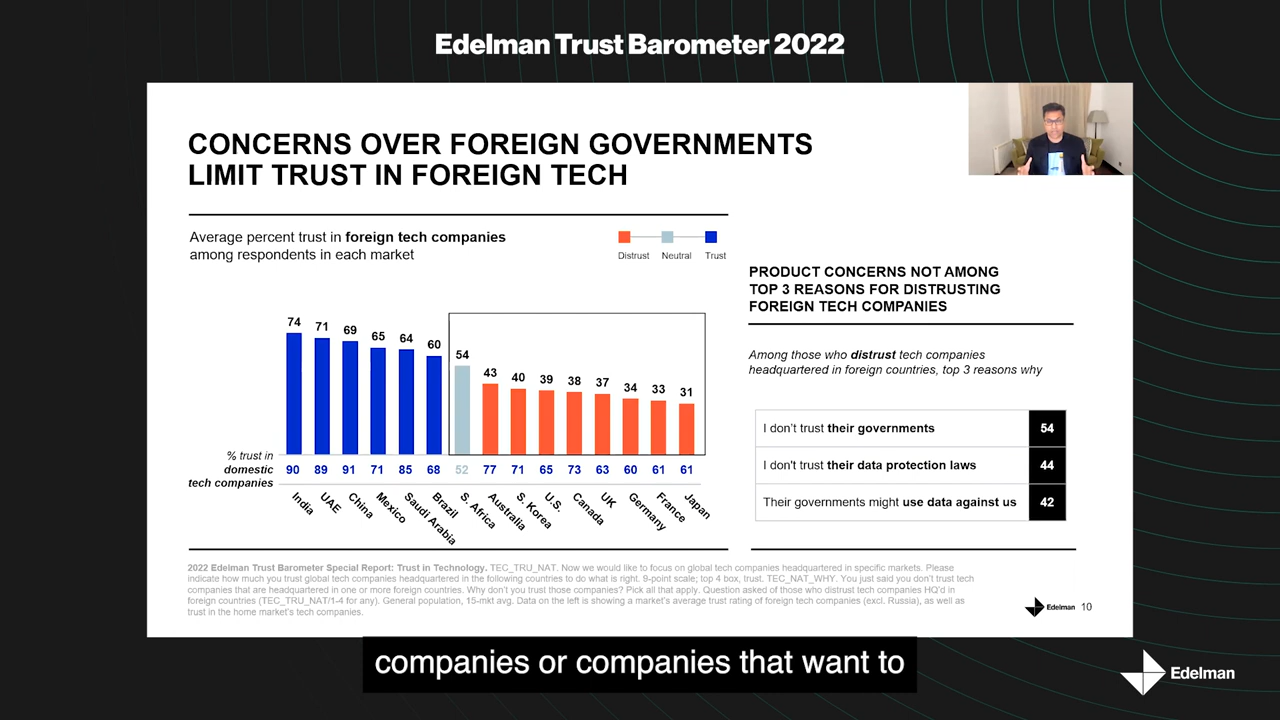 Edelman Trust Barometer 2022
CONCERNS OVER FOREIGN GOVERNMENTS
LIMIT TRUST IN FOREIGN TECH
Average percent trust in foreign tech companies
among respondents in each market
Distrust Neutral Trust
74 71 69 65 64 60 54 43 40 39 38 37 34 33 31
% trust in
domestic
tech companies
90 89 91 71 85 68 52 77 71 65 73 63 60 61 61
India UAE China Mexico Saudi Arabia Brazil S. Africa Australia S. Korea U.S. Canada UK Germany France Japan
PRODUCT CONCERNS NOT AMONG
TOP 3 REASONS FOR DISTRUSTING
FOREIGN TECH COMPANIES
Among those who distrust tech companies
headquartered in foreign countries, top 3 reasons why
I don't trust their governments 54
I don't trust their data protection laws 44
Their governments might use data against us 42
2022 Edelman Trust Barometer Special Report: Trust in Technology. TEC_TRU_NAT. Now we would like to focus on global tech companies headquartered in specific markets. Please
indicate how much you trust global tech companies headquartered in the following countries to do what is right. 9-point scale; top 4 box, trust. TEC_NAT_WHY. You just said you don't trust tech
companies that are headquartered in one or more foreign countries. Why don't you trust those companies? Pick all that apply. Question asked of those who distrust tech companies HQ'd in
foreign countries (TEC_TRU_NAT/1-4 for any). General population, 15-mkt avg. Data on the left is showing a market's average trust rating of foreign tech companies (excl. Russia), as well as
trust in the home market's tech companies.
Edelman 10
companies or companies that want to
Edelman